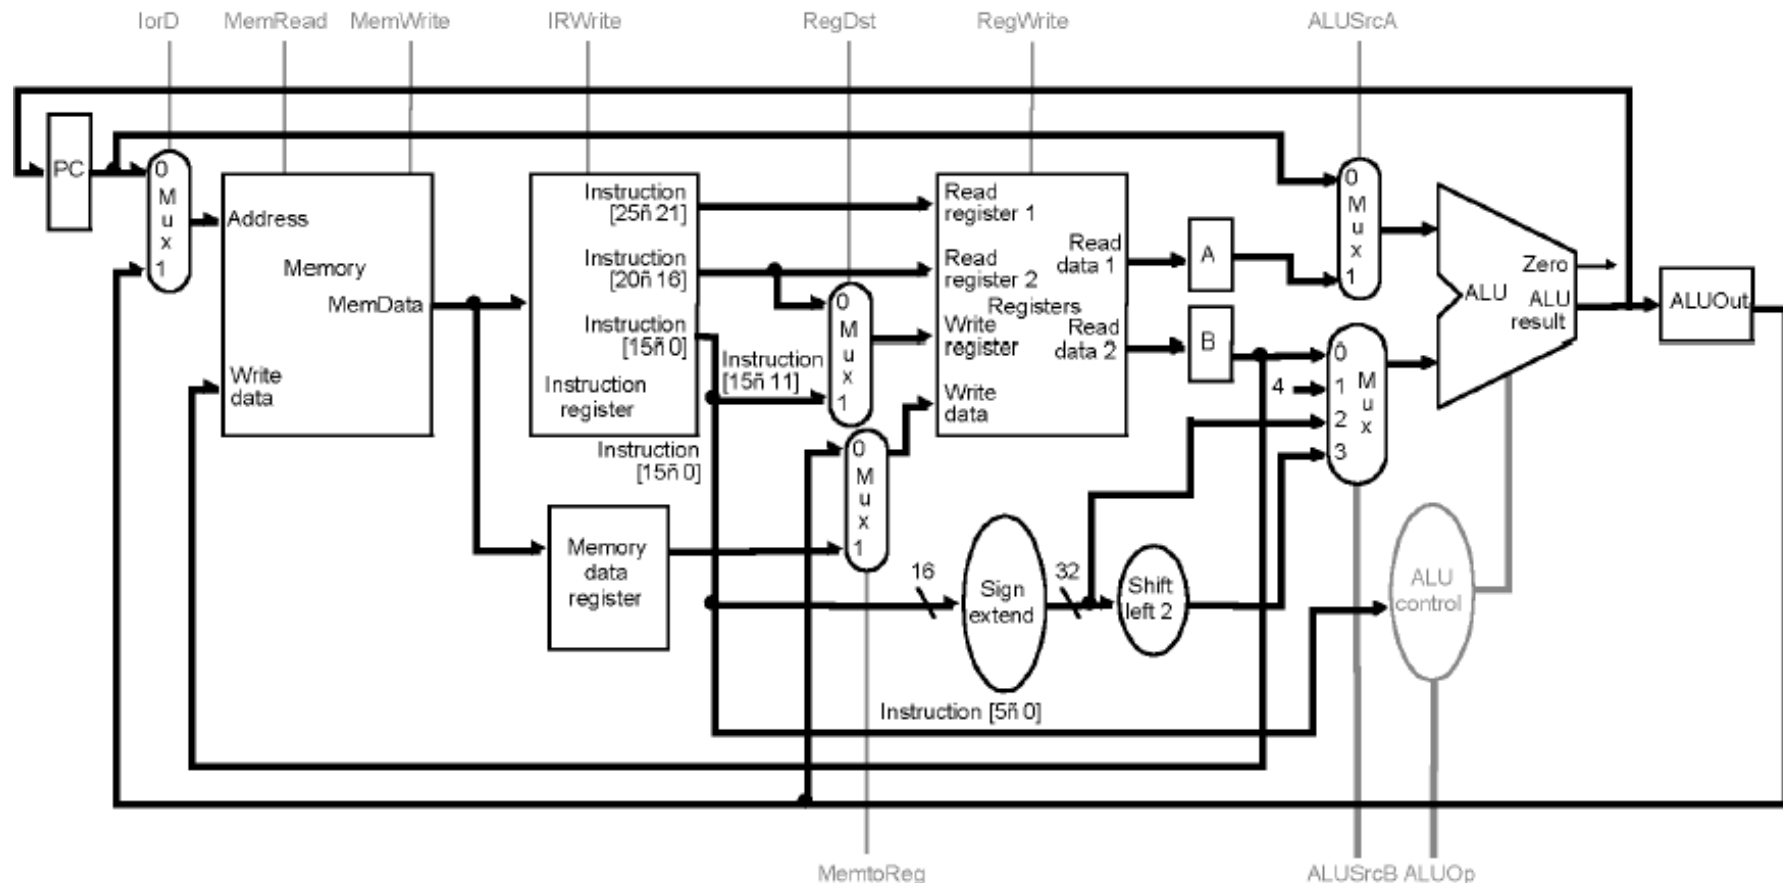 IorD MemRead MemWrite IRWrite RegDst RegWrite ALUSrcA
PC
0
M
u
x
1
Address
Memory
MemData
Write
data
Instruction
[25ñ 21]
Instruction
[20ñ 16]
Instruction
[15ñ 0]
Instruction
register
Instruction
[15ñ 0]
Memory
data
register
Instruction
[15ñ 11]
0
M
u
x
1
0
M
u
x
1
Read
register 1
Read
register 2
Registers
Write
register
Write
data
Read
data 1
Read
data 2
16
Sign
extend
32
Shift
left 2
Instruction [5ñ 0]
A
B
4
0
M
u
x
1
0
1
2
3
M
u
x
Zero
ALU
ALU
result
ALUOut
ALU
control
MemtoReg ALUSrcB ALUOp